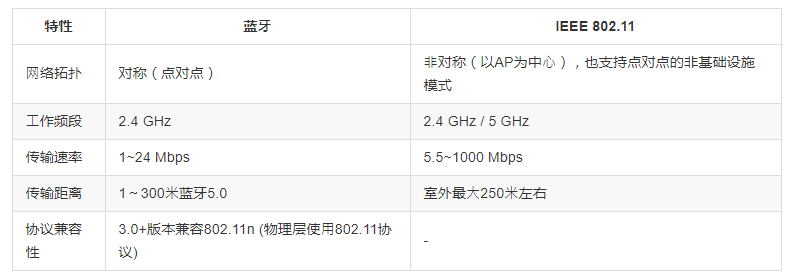 特性 蓝牙 IEEE 802.11
网络拓扑 对称（点对点） 非对称（以AP为中心），也支持点对点的非基础设施
模式
工作频段 2.4 GHz 2.4 GHz / 5 GHz
传输速率 1~24 Mbps 5.5~1000 Mbps
传输距离 1～300米蓝牙5.0 室外最大250米左右
协议兼容
性 3.0+版本兼容802.11n (物理层使用802.11协
议) -